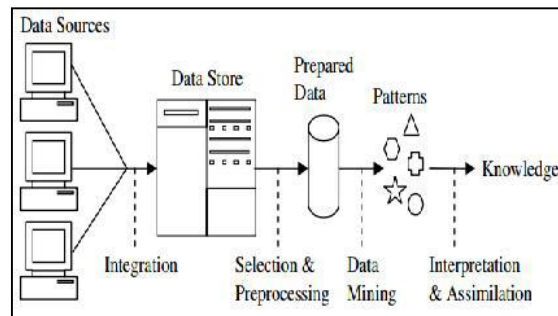 Data Sources
Data Store
Prepared
Data
Patterns
Knowledge
Integration
Selection &
Preprocessing
Data
Mining
Interpretation
& Assimilation